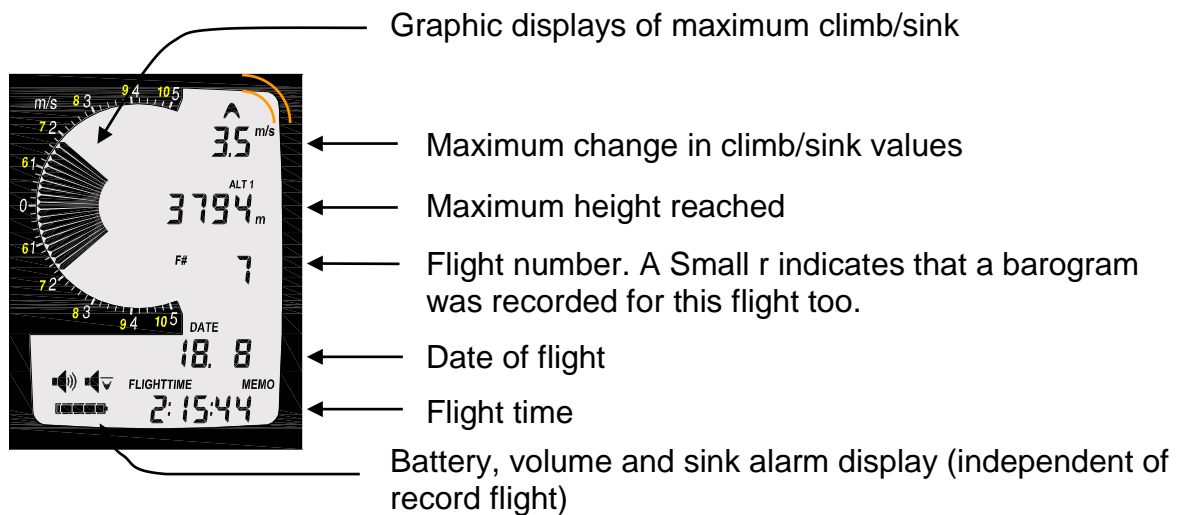 Graphic displays of maximum climb/sink
9 4 10 5
m/s 8 3
7 2
3.5 m/s
Maximum change in climb/sink values
6 1
ALT 1
0 3794 m
Maximum height reached
6 1
F# 7
Flight number. A Small r indicates that a barogram
was recorded for this flight too.
7 2
8 3
9 4 10 5
DATE
18. 8
Date of flight
FLIGHTTIME MEMO
2:15:44
Flight time
Battery, volume and sink alarm display (independent of
record flight)